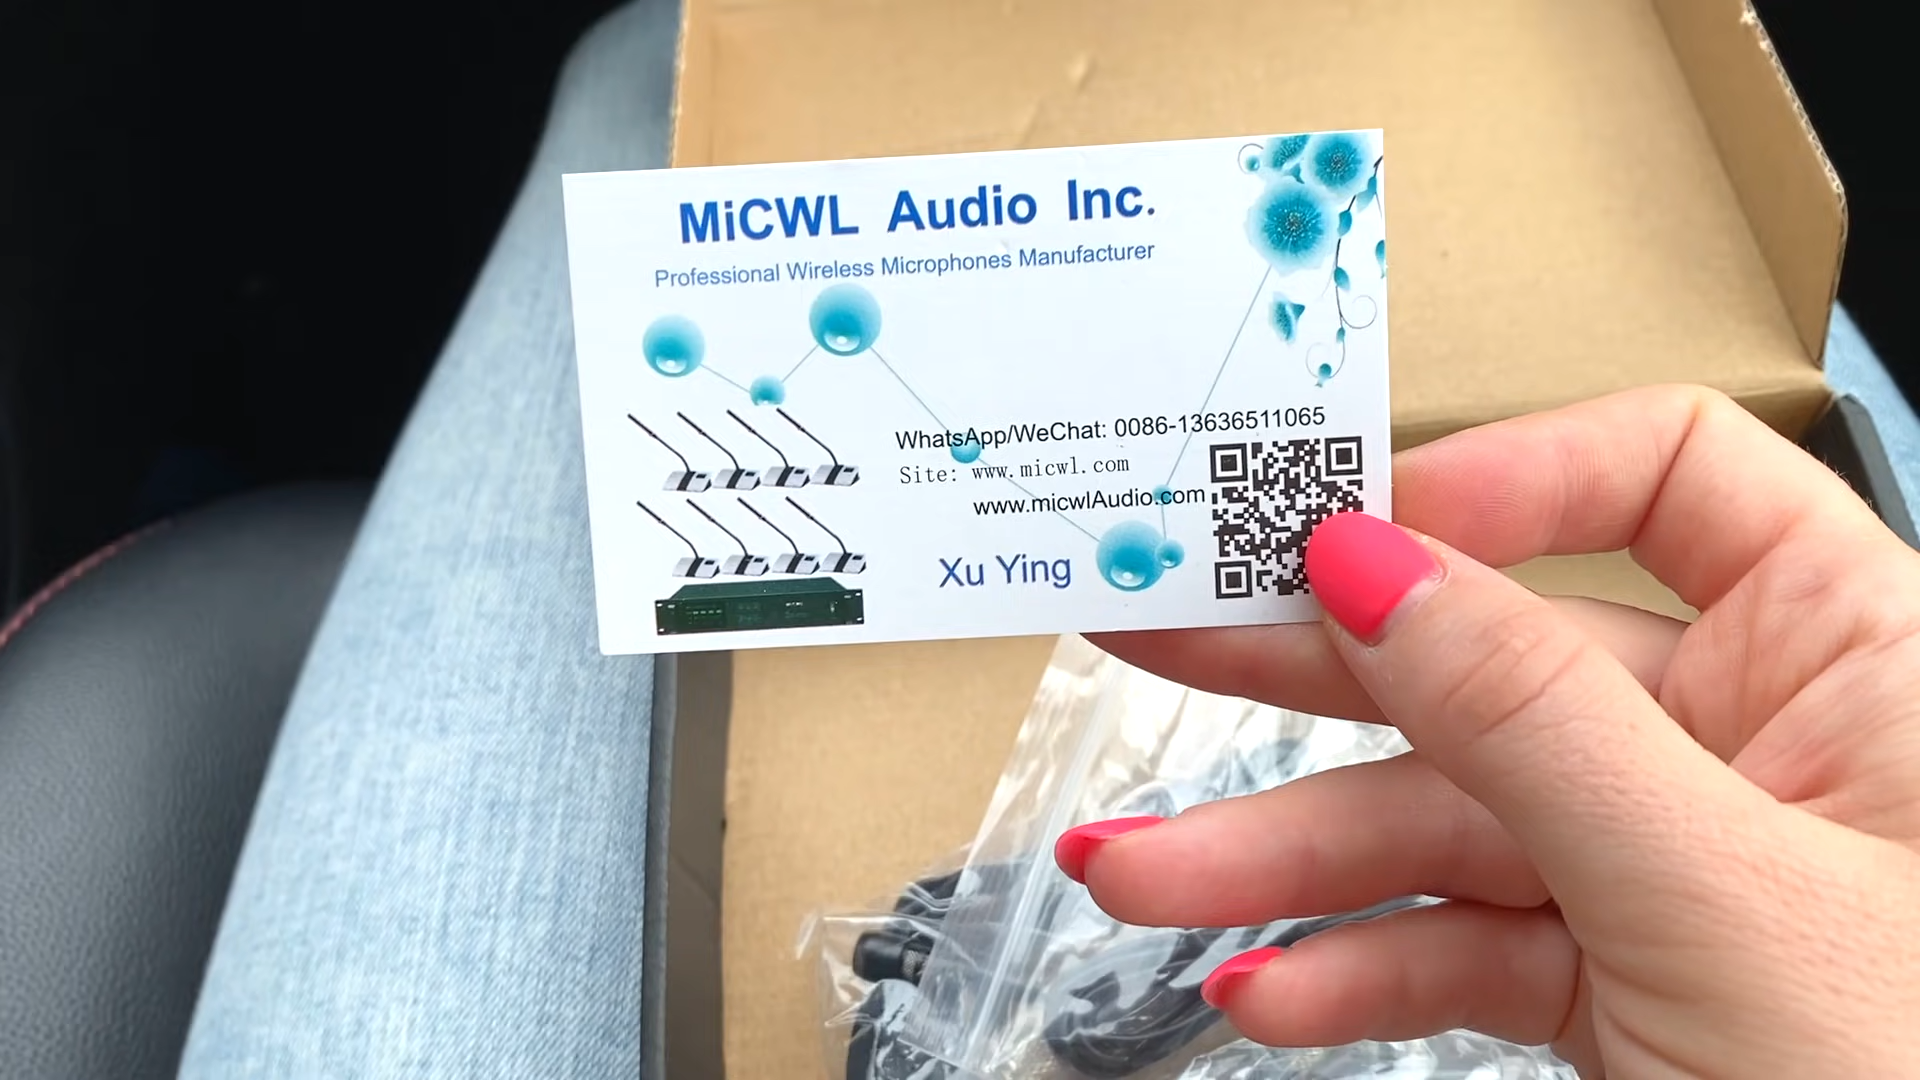 MiCWL Audio Inc.
Professional Wireless Microphones Manufacturer
WhatsApp/WeChat: 0086-13636511065
Site: www.micwl.com
www.micwlAudio.com
Xu Ying